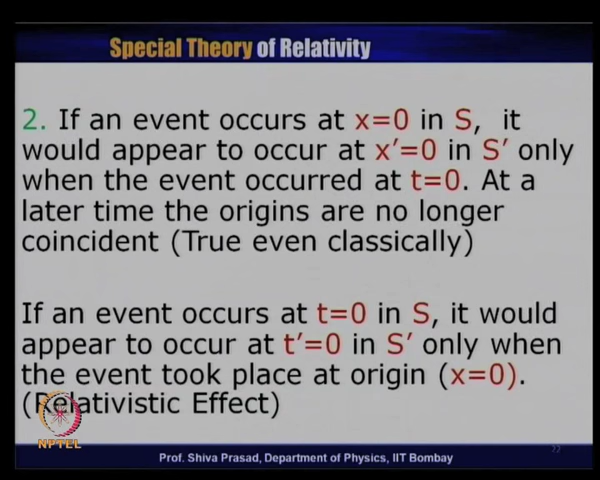 Special Theory of Relativity
2. If an event occurs at x=0 in S, it
would appear to occur at x′=0 in S′ only
when the event occurred at t=0. At a
later time the origins are no longer
coincident (True even classically)
If an event occurs at t=0 in S, it would
appear to occur at t′=0 in S′ only when
the event took place at origin (x=0).
(Relativistic Effect)
NPTEL
Prof. Shiva Prasad, Department of Physics, IIT Bombay